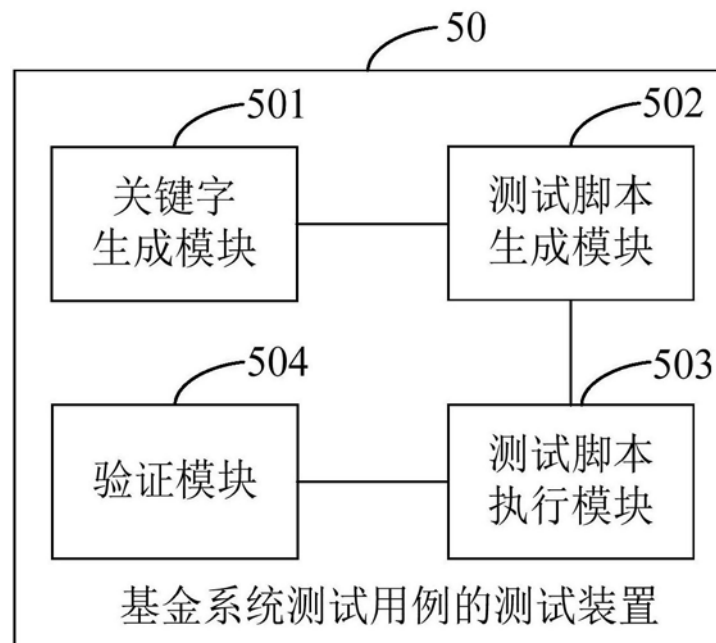 50
501
502
关键字
生成模块
测试脚本
生成模块
504
503
验证模块
测试脚本
执行模块
基金系统测试用例的测试装置